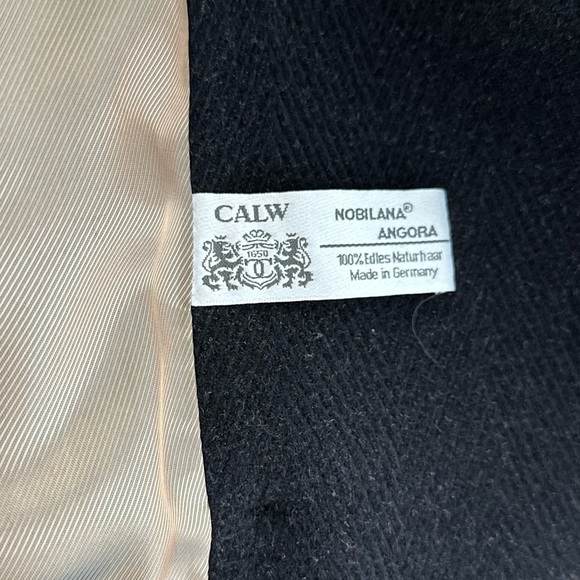 CALW
1650
NOBILANA®
ANGORA
100% Edles Naturhaar
Made in Germany